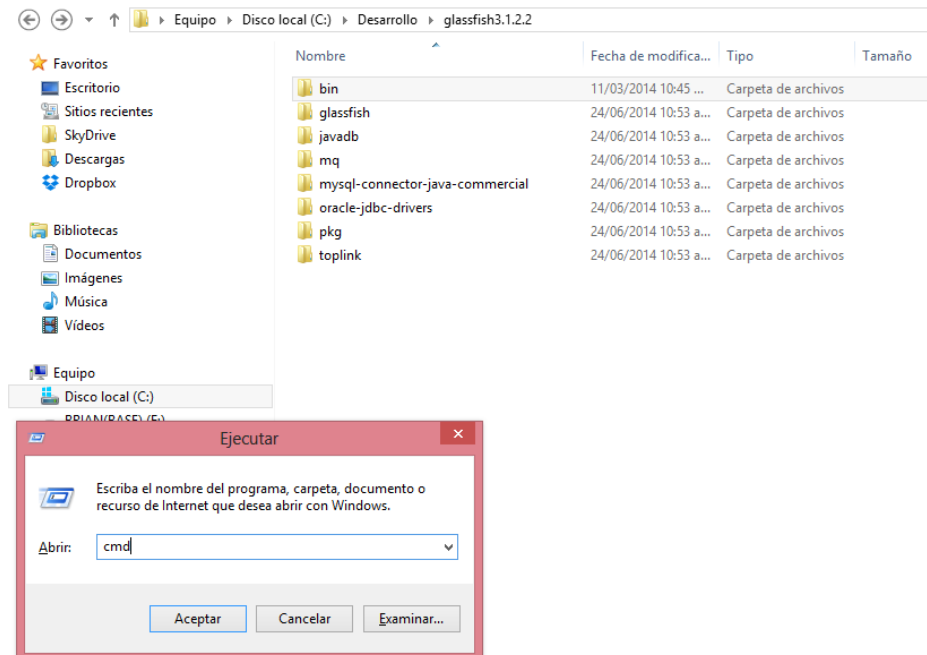 Equipo Disco local (C:) Desarrollo glassfish3.1.2.2
Favoritos
Escritorio
Sitios recientes
SkyDrive
Descargas
Dropbox
Bibliotecas
Documentos
Imágenes
Música
Vídeos
Equipo
Disco local (C:)
BRIAN(BASE) (F:)
Nombre Fecha de modifica... Tipo Tamaño
bin 11/03/2014 10:45 ... Carpeta de archivos
glassfish 24/06/2014 10:53 a... Carpeta de archivos
javadb 24/06/2014 10:53 a... Carpeta de archivos
mq 24/06/2014 10:53 a... Carpeta de archivos
mysql-connector-java-commercial 24/06/2014 10:53 a... Carpeta de archivos
oracle-jdbc-drivers 24/06/2014 10:53 a... Carpeta de archivos
pkg 24/06/2014 10:53 a... Carpeta de archivos
toplink 24/06/2014 10:53 a... Carpeta de archivos
Ejecutar
Escriba el nombre del programa, carpeta, documento o
recurso de Internet que desea abrir con Windows.
Abrir: cmd
Aceptar Cancelar Examinar...